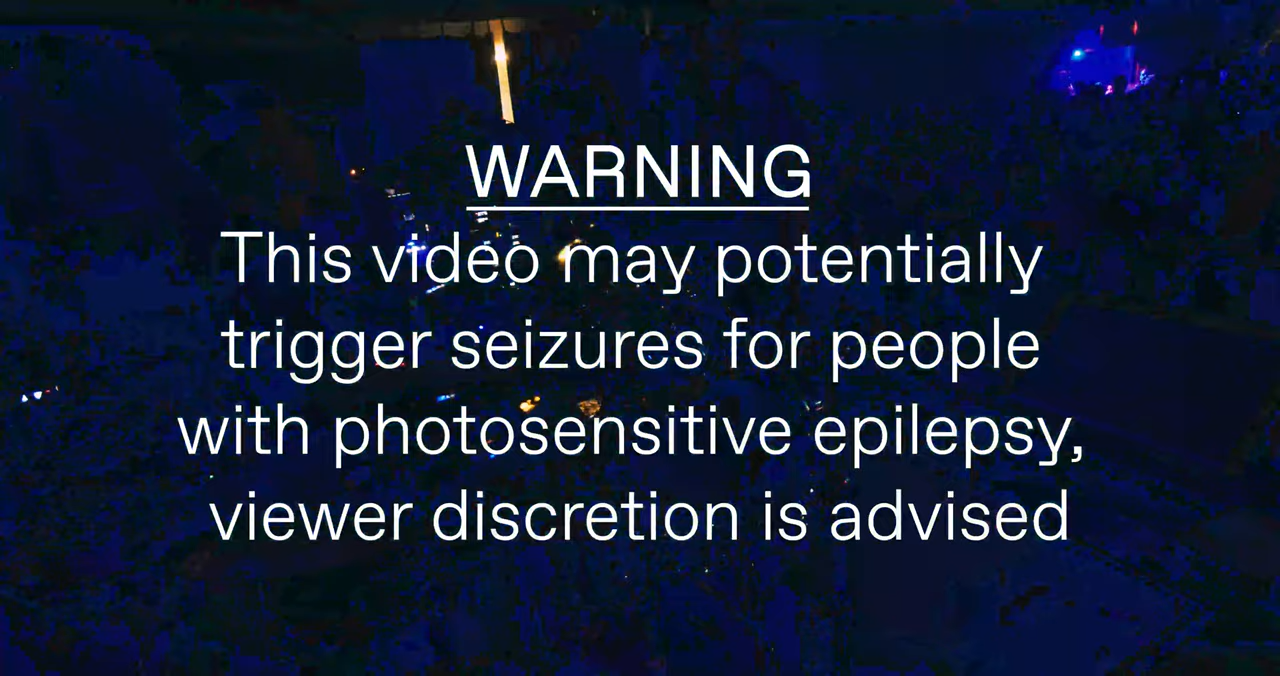 WARNING
This video may potentially
trigger seizures for people
with photosensitive epilepsy,
viewer discretion is advised